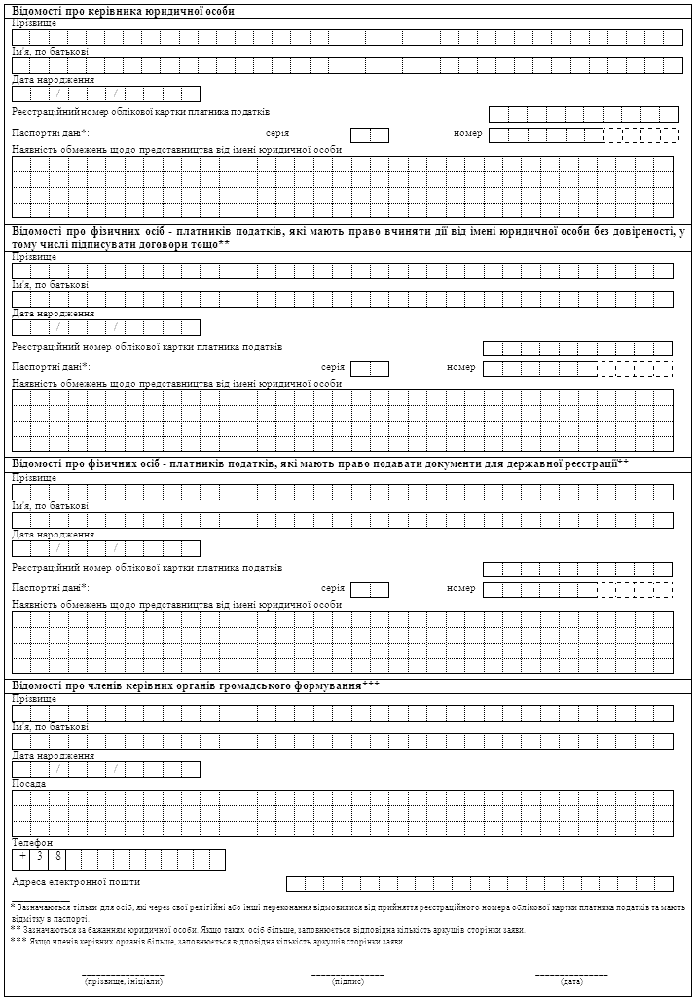 Відомості про керівника юридичної особи
Прізвище
Ім'я, по батькові
Дата народження
/ /
Реєстраційний номер облікової картки платника податків
Паспортні дані*: серія номер
Наявність обмежень щодо представництва від імені юридичної особи
Відомості про фізичних осіб - платників податків, які мають право вчиняти дії від імені юридичної особи без довіреності, у
тому числі підписувати договори тощо**
Прізвище
Ім'я, по батькові
Дата народження
/ /
Реєстраційний номер облікової картки платника податків
Паспортні дані*: серія номер
Наявність обмежень щодо представництва від імені юридичної особи
Відомості про фізичних осіб - платників податків, які мають право подавати документи для державної реєстрації**
Прізвище
Ім'я, по батькові
Дата народження
/ /
Реєстраційний номер облікової картки платника податків
Паспортні дані*: серія номер
Наявність обмежень щодо представництва від імені юридичної особи
Відомості про членів керівних органів громадського формування***
Прізвище
Ім'я, по батькові
Дата народження
/ /
Посада
Телефон
+ 3 8
Адреса електронної пошти
* Зазначаються тільки для осіб, які через свої релігійні або інші переконання відмовилися від прийняття реєстраційного номера облікової картки платника податків та мають
відмітку в паспорті.
** Зазначаються за бажанням юридичної особи. Якщо таких осіб більше, заповнюється відповідна кількість аркушів сторінки заяви.
*** Якщо членів керівних органів більше, заповнюється відповідна кількість аркушів сторінки заяви.
(прізвище, ініціали) (підпис) (дата)